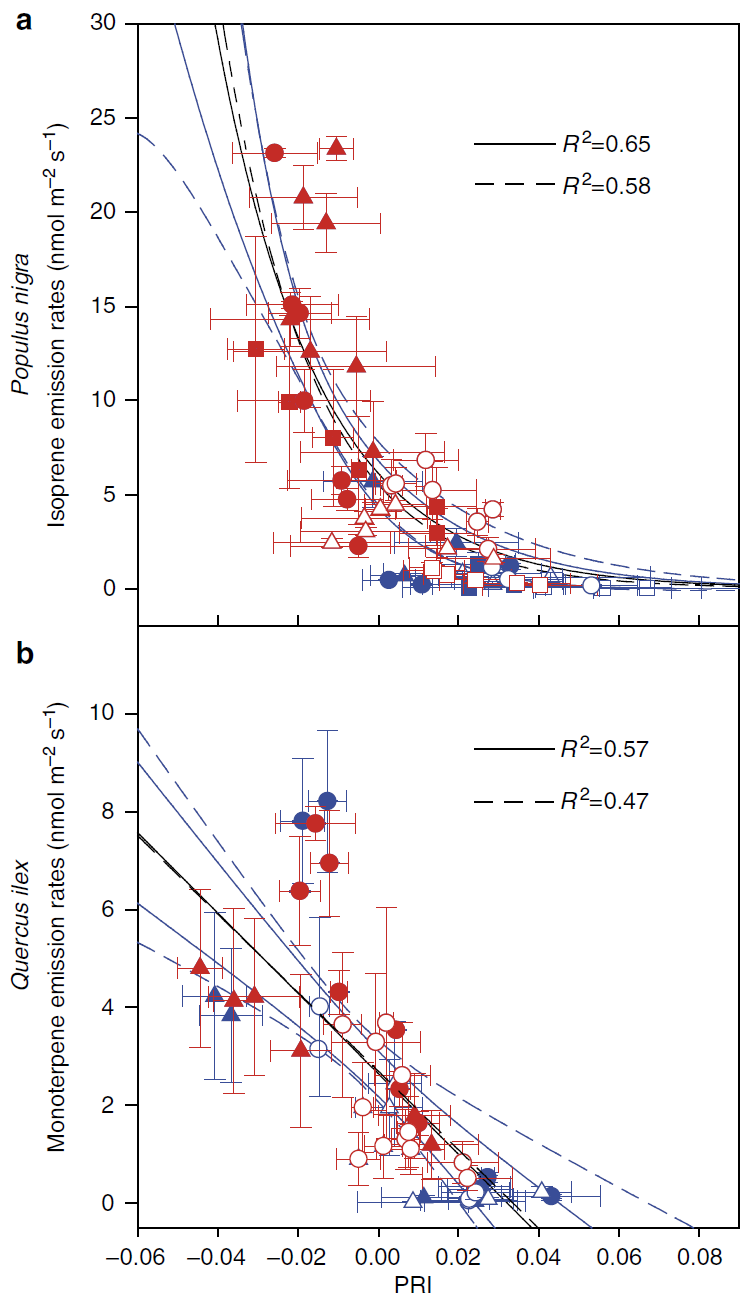 a
30
25
20
15
10
5
0
Populus nigra
Isoprene emission rates (nmol m⁻² s⁻¹)
R²=0.65
R²=0.58
b
10
8
6
4
2
0
Quercus ilex
Monoterpene emission rates (nmol m⁻² s⁻¹)
R²=0.57
R²=0.47
–0.06 –0.04 –0.02 0.00 0.02 0.04 0.06 0.08
PRI